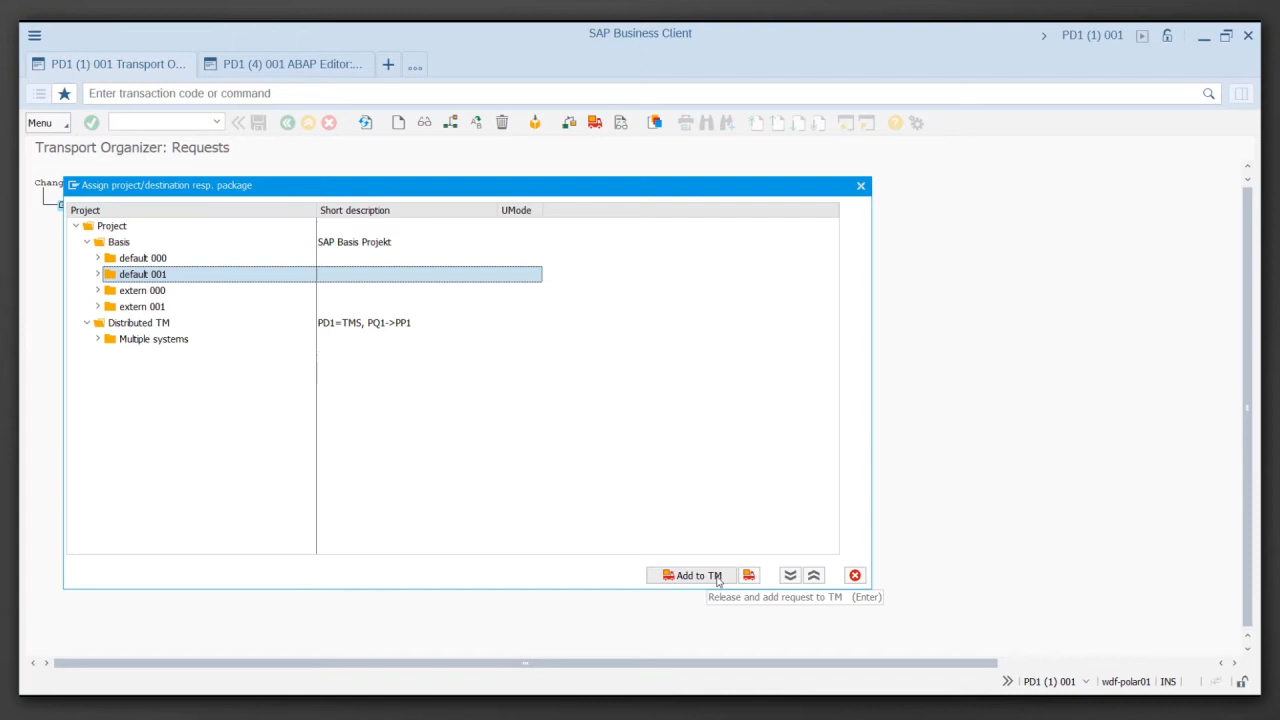 SAP Business Client
PD1 (1) 001
PD1 (1) 001 Transport O...
PD1 (4) 001 ABAP Editor:...
Enter transaction code or command
Menu
Transport Organizer: Requests
Chang
Assign project/destination resp. package
Project Short description UMode
Project
Basis SAP Basis Projekt
default 000
default 001
extern 000
extern 001
Distributed TM PD1=TMS, PQ1->PP1
Multiple systems
Add to TM
Release and add request to TM (Enter)
PD1 (1) 001 wdf-polar01 INS